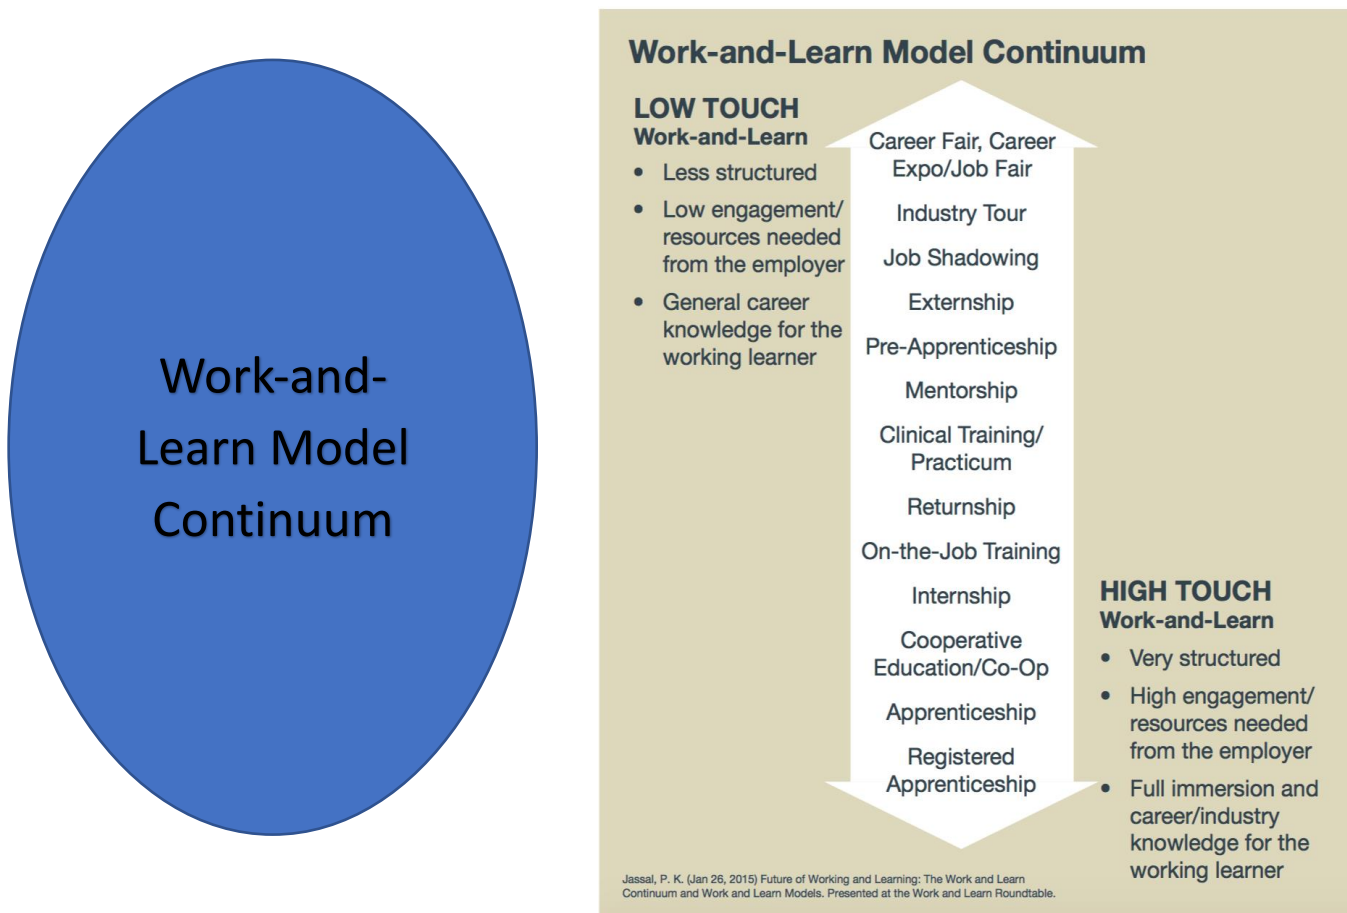 Work-and-
Learn Model
Continuum
Work-and-Learn Model Continuum
LOW TOUCH
Work-and-Learn
• Less structured
• Low engagement/
resources needed
from the employer
• General career
knowledge for the
working learner
Career Fair, Career
Expo/Job Fair
Industry Tour
Job Shadowing
Externship
Pre-Apprenticeship
Mentorship
Clinical Training/
Practicum
Returnship
On-the-Job Training
Internship
Cooperative
Education/Co-Op
Apprenticeship
Registered
Apprenticeship
HIGH TOUCH
Work-and-Learn
• Very structured
• High engagement/
resources needed
from the employer
• Full immersion and
career/industry
knowledge for the
working learner
Jassal, P. K. (Jan 26, 2015) Future of Working and Learning: The Work and Learn
Continuum and Work and Learn Models. Presented at the Work and Learn Roundtable.